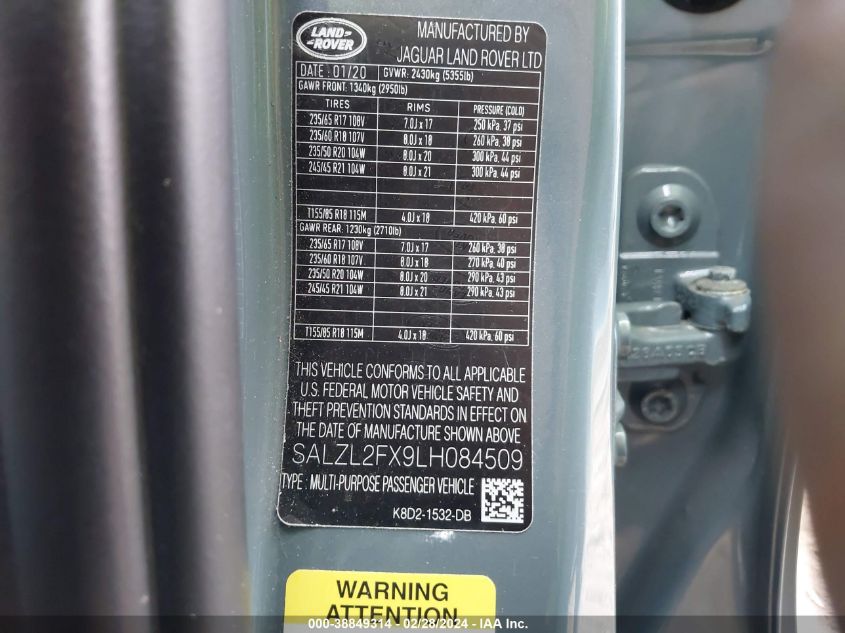 LAND
ROVER
MANUFACTURED BY
JAGUAR LAND ROVER LTD
DATE : 01/20 GVWR: 2430kg (5355lb)
GAWR FRONT: 1340kg (2950lb)
TIRES RIMS PRESSURE (COLD)
235/65 R17 108V 7.0J x 17 250 kPa, 37 psi
235/60 R18 107V 8.0J x 18 260 kPa, 38 psi
235/50 R20 104W 8.0J x 20 300 kPa, 44 psi
245/45 R21 104W 8.0J x 21 300 kPa, 44 psi
T155/85 R18 115M 4.0J x 18 420 kPa, 60 psi
GAWR REAR: 1230kg (2710lb)
235/65 R17 108V 7.0J x 17 260 kPa, 38 psi
235/60 R18 107V 8.0J x 18 270 kPa, 40 psi
235/50 R20 104W 8.0J x 20 290 kPa, 43 psi
245/45 R21 104W 8.0J x 21 290 kPa, 43 psi
T155/85 R18 115M 4.0J x 18 420 kPa, 60 psi
THIS VEHICLE CONFORMS TO ALL APPLICABLE
U.S. FEDERAL MOTOR VEHICLE SAFETY AND
THEFT PREVENTION STANDARDS IN EFFECT ON
THE DATE OF MANUFACTURE SHOWN ABOVE.
SALZL2FX9LH084509
TYPE : MULTI-PURPOSE PASSENGER VEHICLE
K8D2-1532-DB
WARNING
ATTENTION
000-38849314 - 02/28/2024 - IAA Inc.